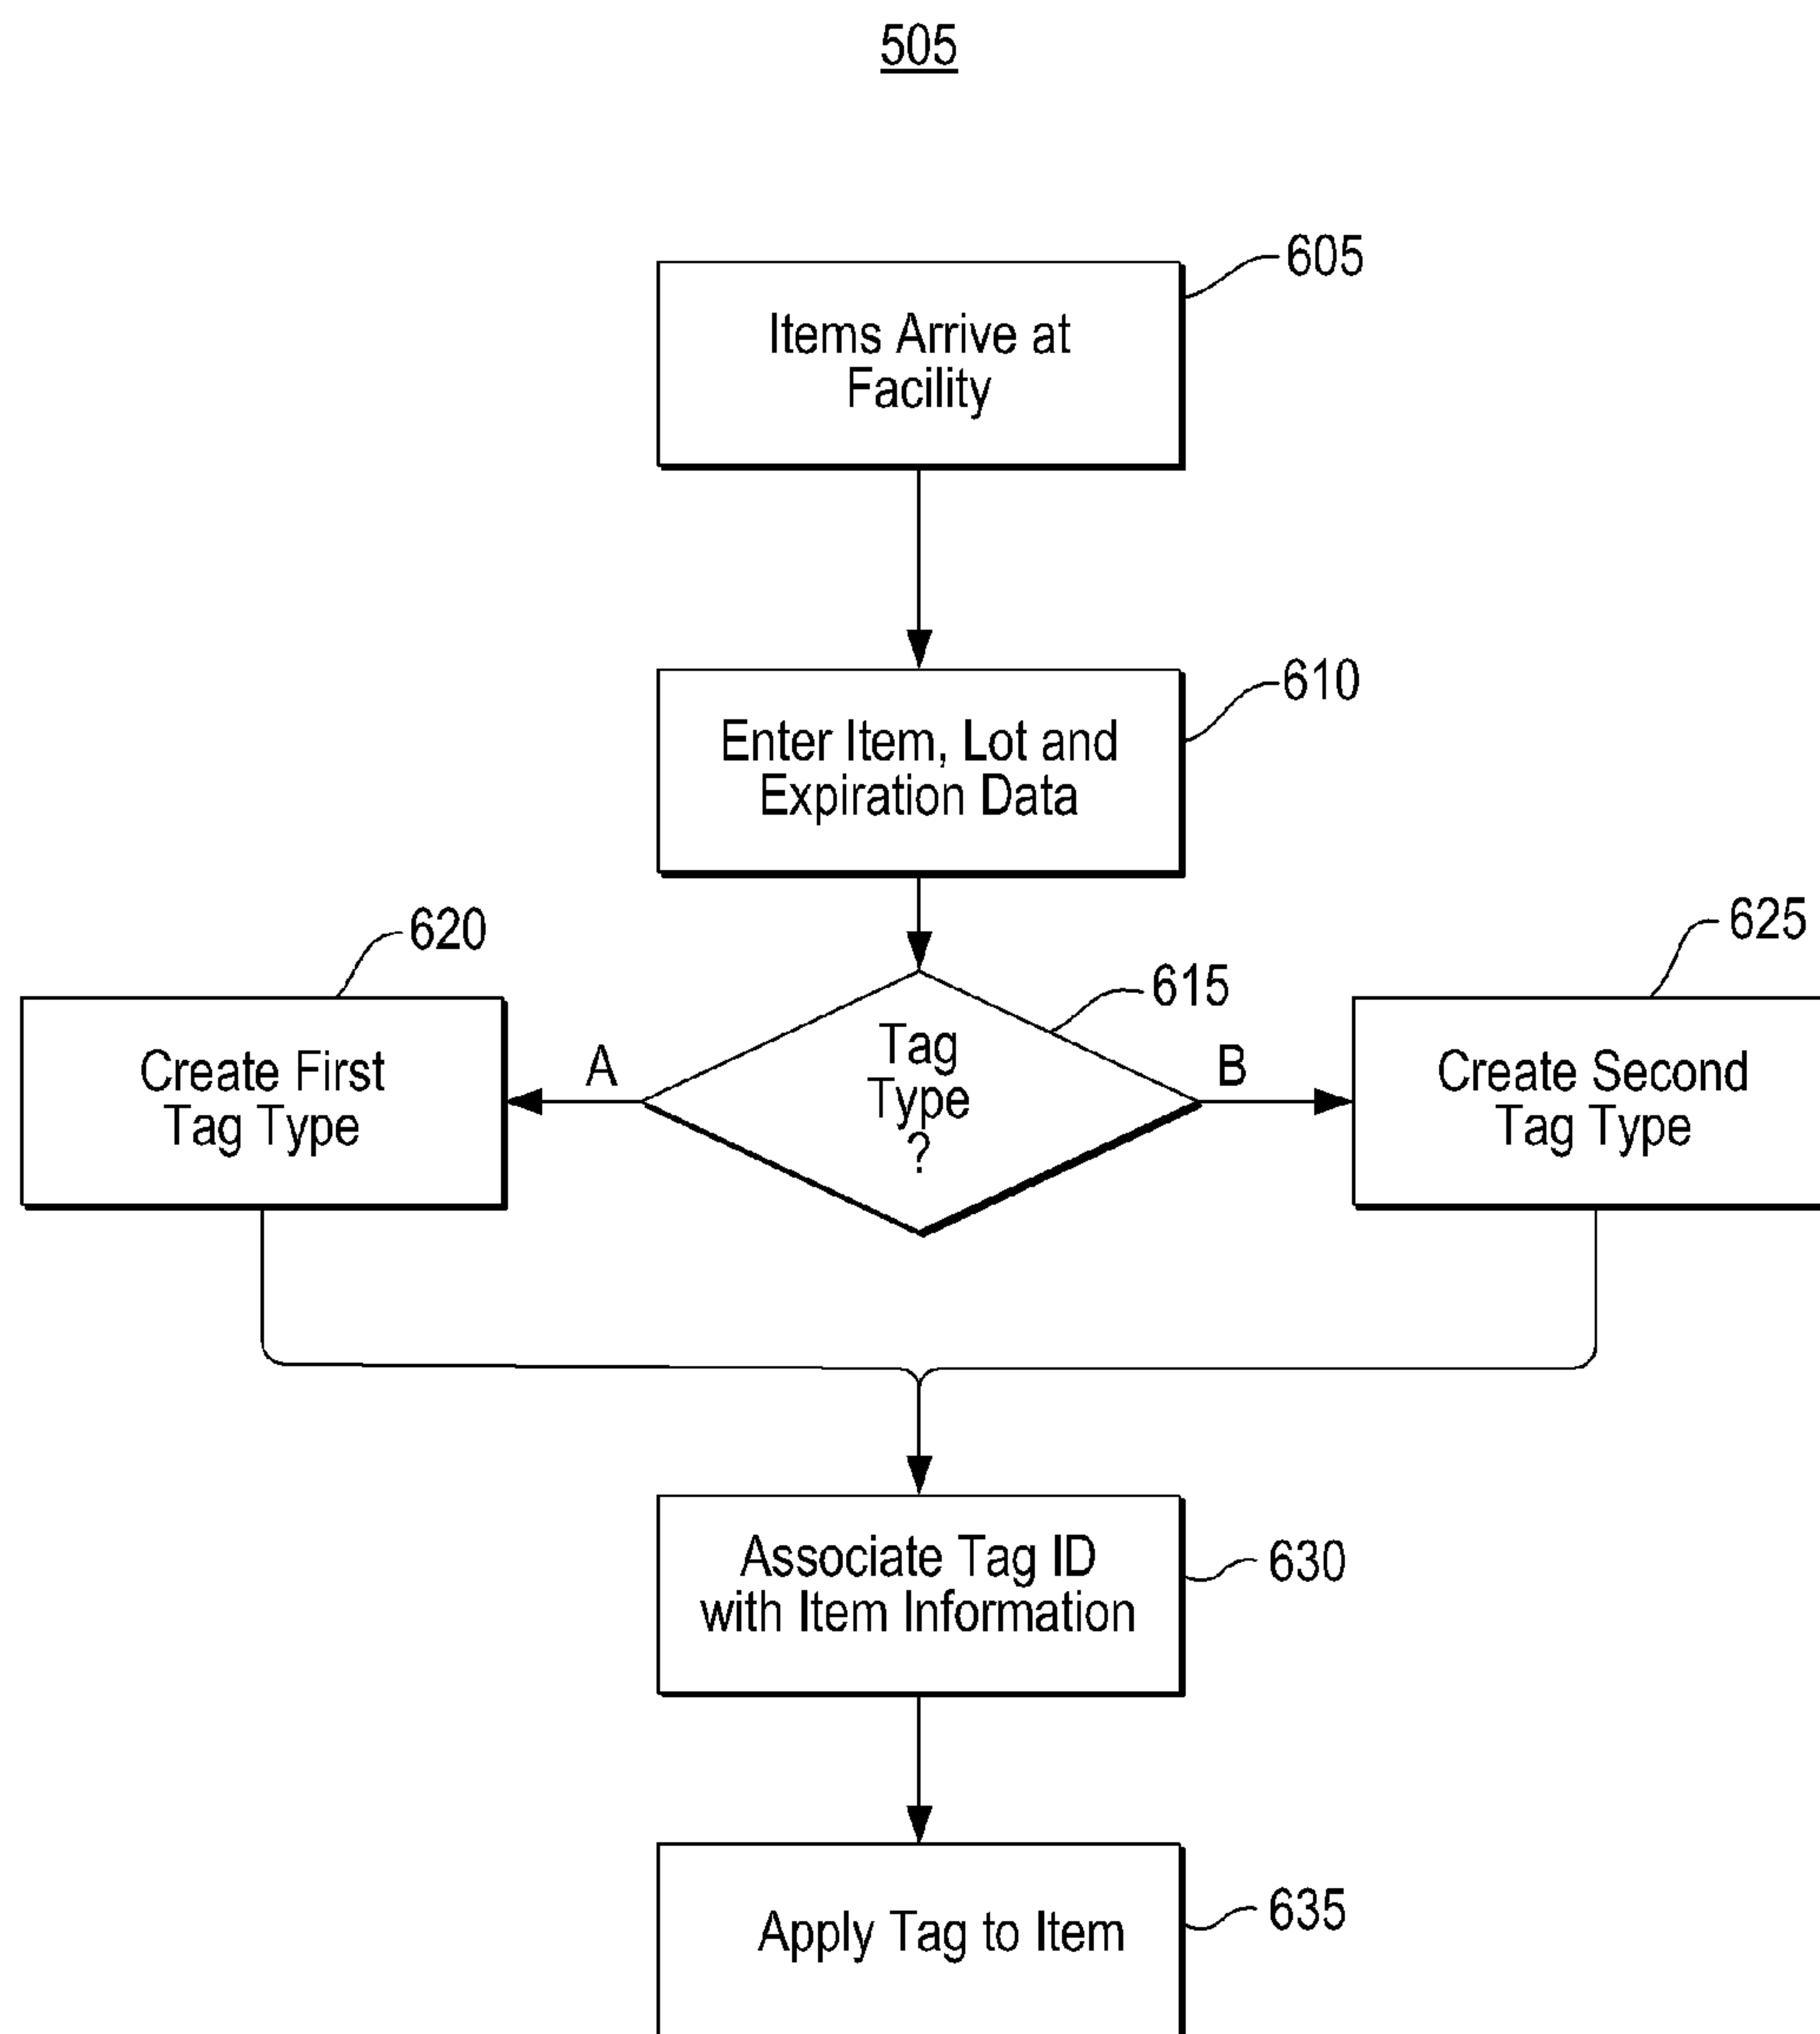 505
605
Items Arrive at
Facility
610
Enter Item, Lot and
Expiration Data
620
625
615
Tag
Type
?
A
B
Create First
Tag Type
Create Second
Tag Type
630
Associate Tag ID
with Item Information
635
Apply Tag to Item